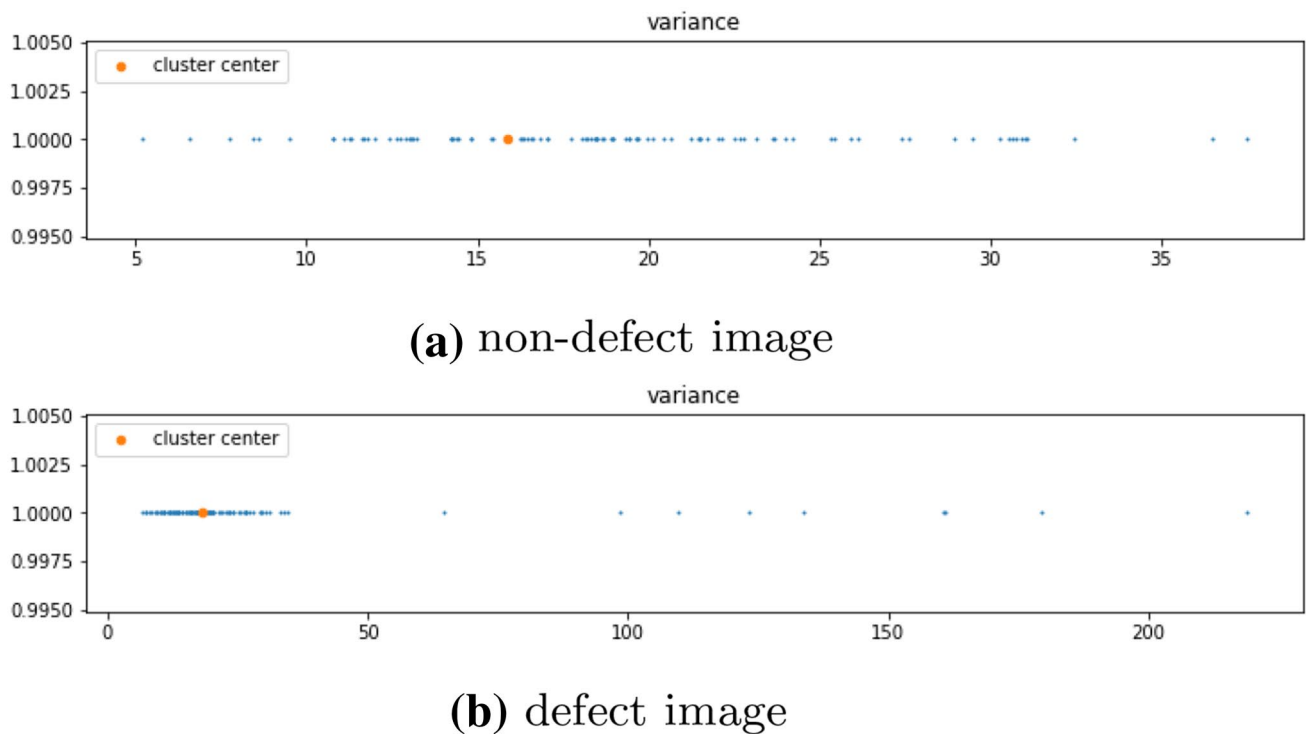 variance
1.0050
cluster center
1.0025
1.0000
0.9975
0.9950
5 10 15 20 25 30 35
(a) non-defect image
variance
1.0050
cluster center
1.0025
1.0000
0.9975
0.9950
0 50 100 150 200
(b) defect image